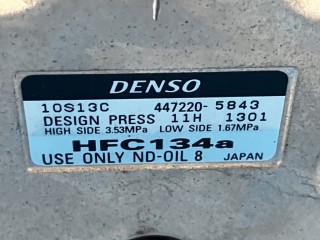 DENSO
10S13C 447220-5843
DESIGN PRESS 11H 1301
HIGH SIDE 3.53MPa LOW SIDE 1.67MPa
HFC134a
USE ONLY ND-OIL 8 JAPAN